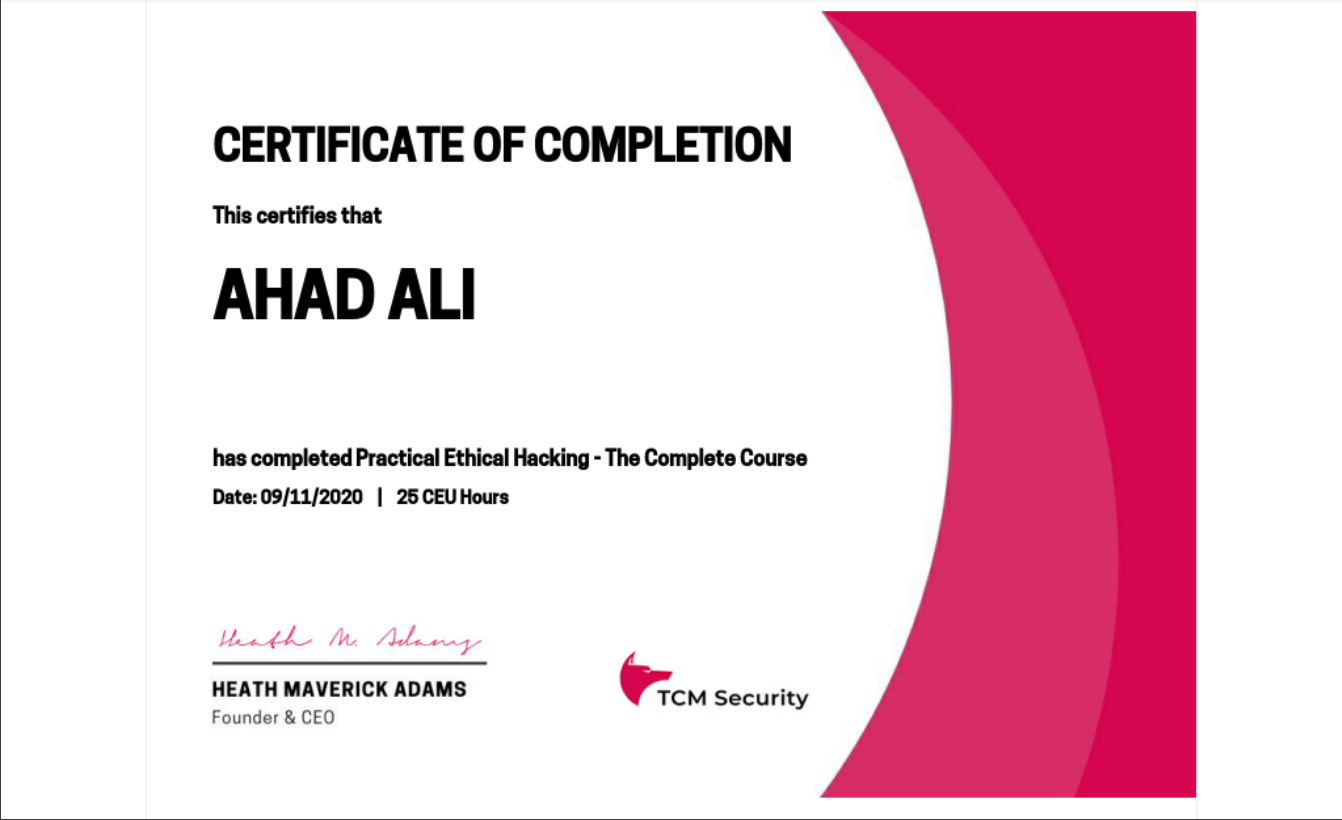 CERTIFICATE OF COMPLETION
This certifies that
AHAD ALI
has completed Practical Ethical Hacking - The Complete Course
Date: 09/11/2020 | 25 CEU Hours
Heath M. Adams
HEATH MAVERICK ADAMS
Founder & CEO
TCM Security